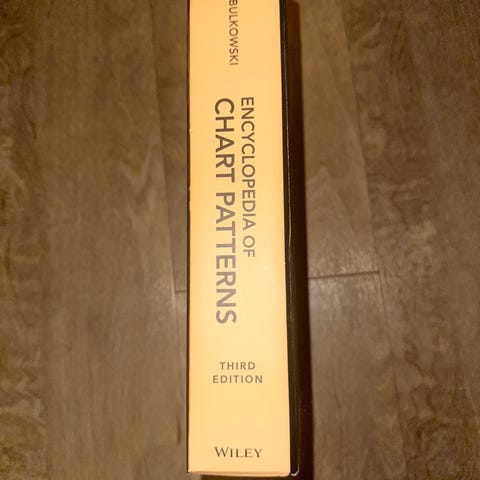 BULKOWSKI
ENCYCLOPEDIA OF
CHART PATTERNS
THIRD
EDITION
WILEY